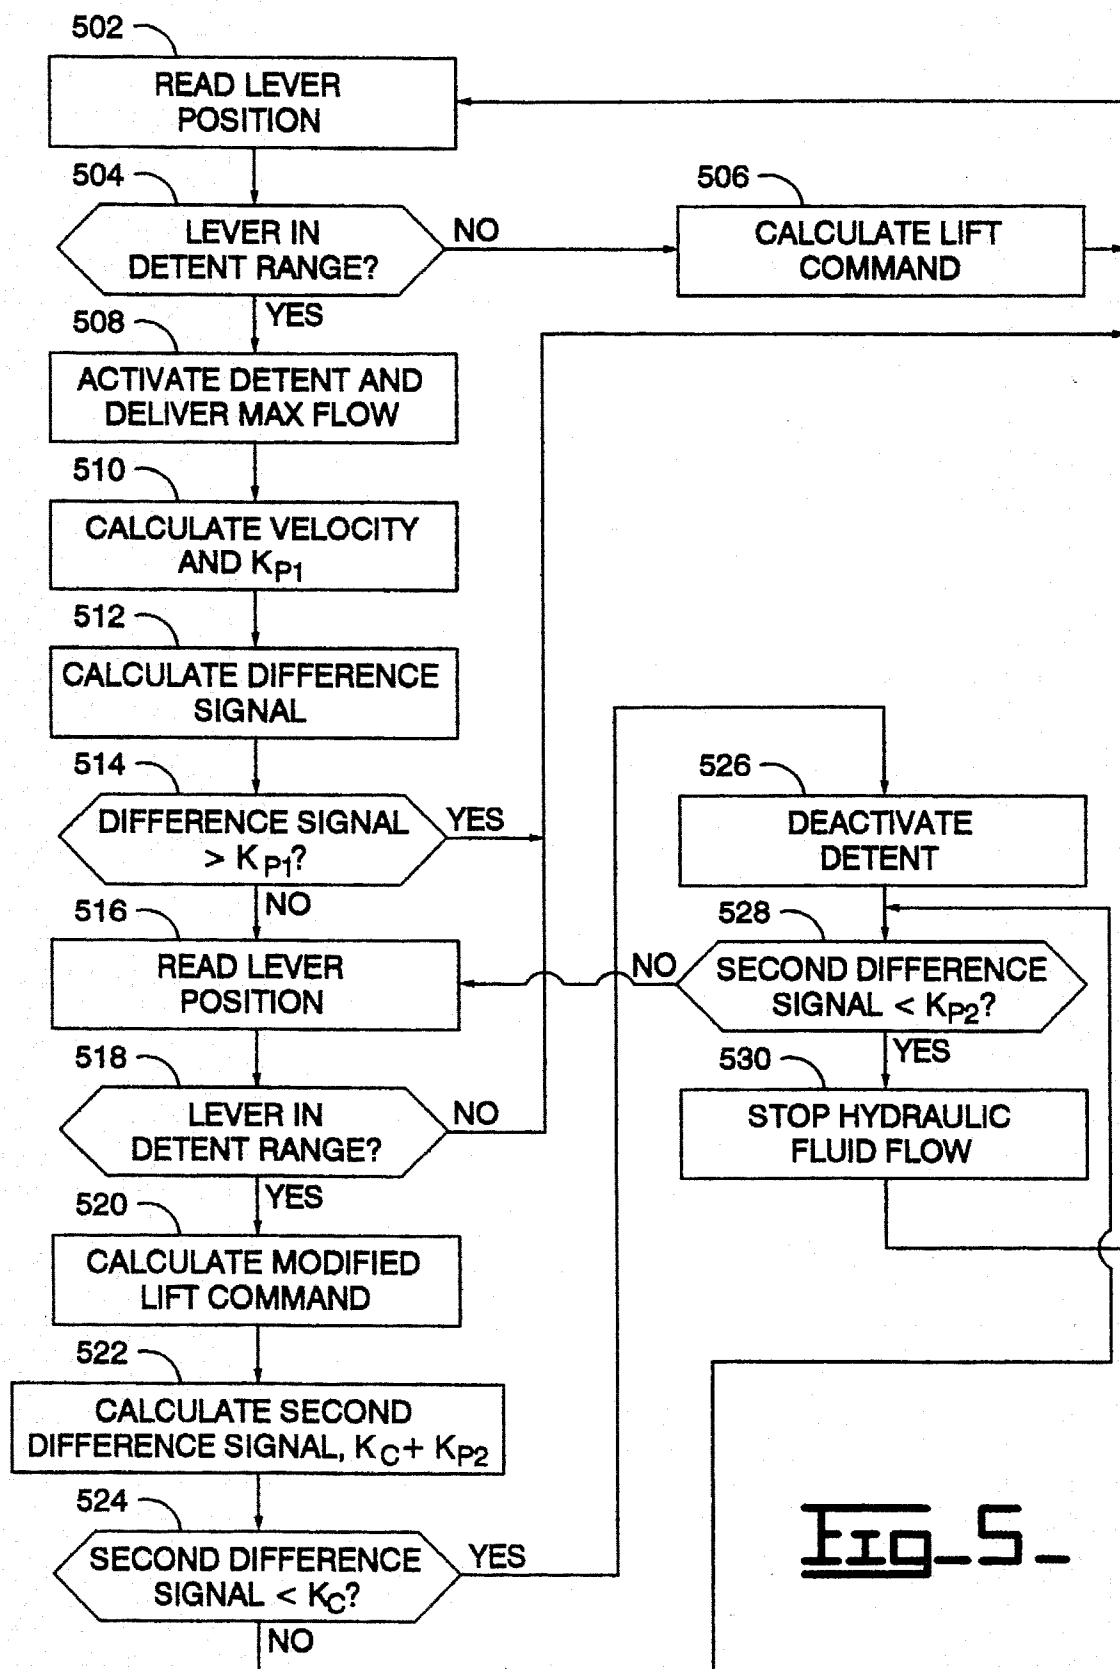 502
READ LEVER
POSITION
504
LEVER IN
DETENT RANGE?
NO
YES
506
CALCULATE LIFT
COMMAND
508
ACTIVATE DETENT AND
DELIVER MAX FLOW
510
CALCULATE VELOCITY
AND KP1
512
CALCULATE DIFFERENCE
SIGNAL
514
DIFFERENCE SIGNAL
> KP1?
YES
NO
516
READ LEVER
POSITION
518
LEVER IN
DETENT RANGE?
NO
YES
520
CALCULATE MODIFIED
LIFT COMMAND
522
CALCULATE SECOND
DIFFERENCE SIGNAL, KC+ KP2
524
SECOND DIFFERENCE
SIGNAL < KC?
YES
NO
526
DEACTIVATE
DETENT
528
SECOND DIFFERENCE
SIGNAL < KP2?
NO
YES
530
STOP HYDRAULIC
FLUID FLOW
Fig_5_